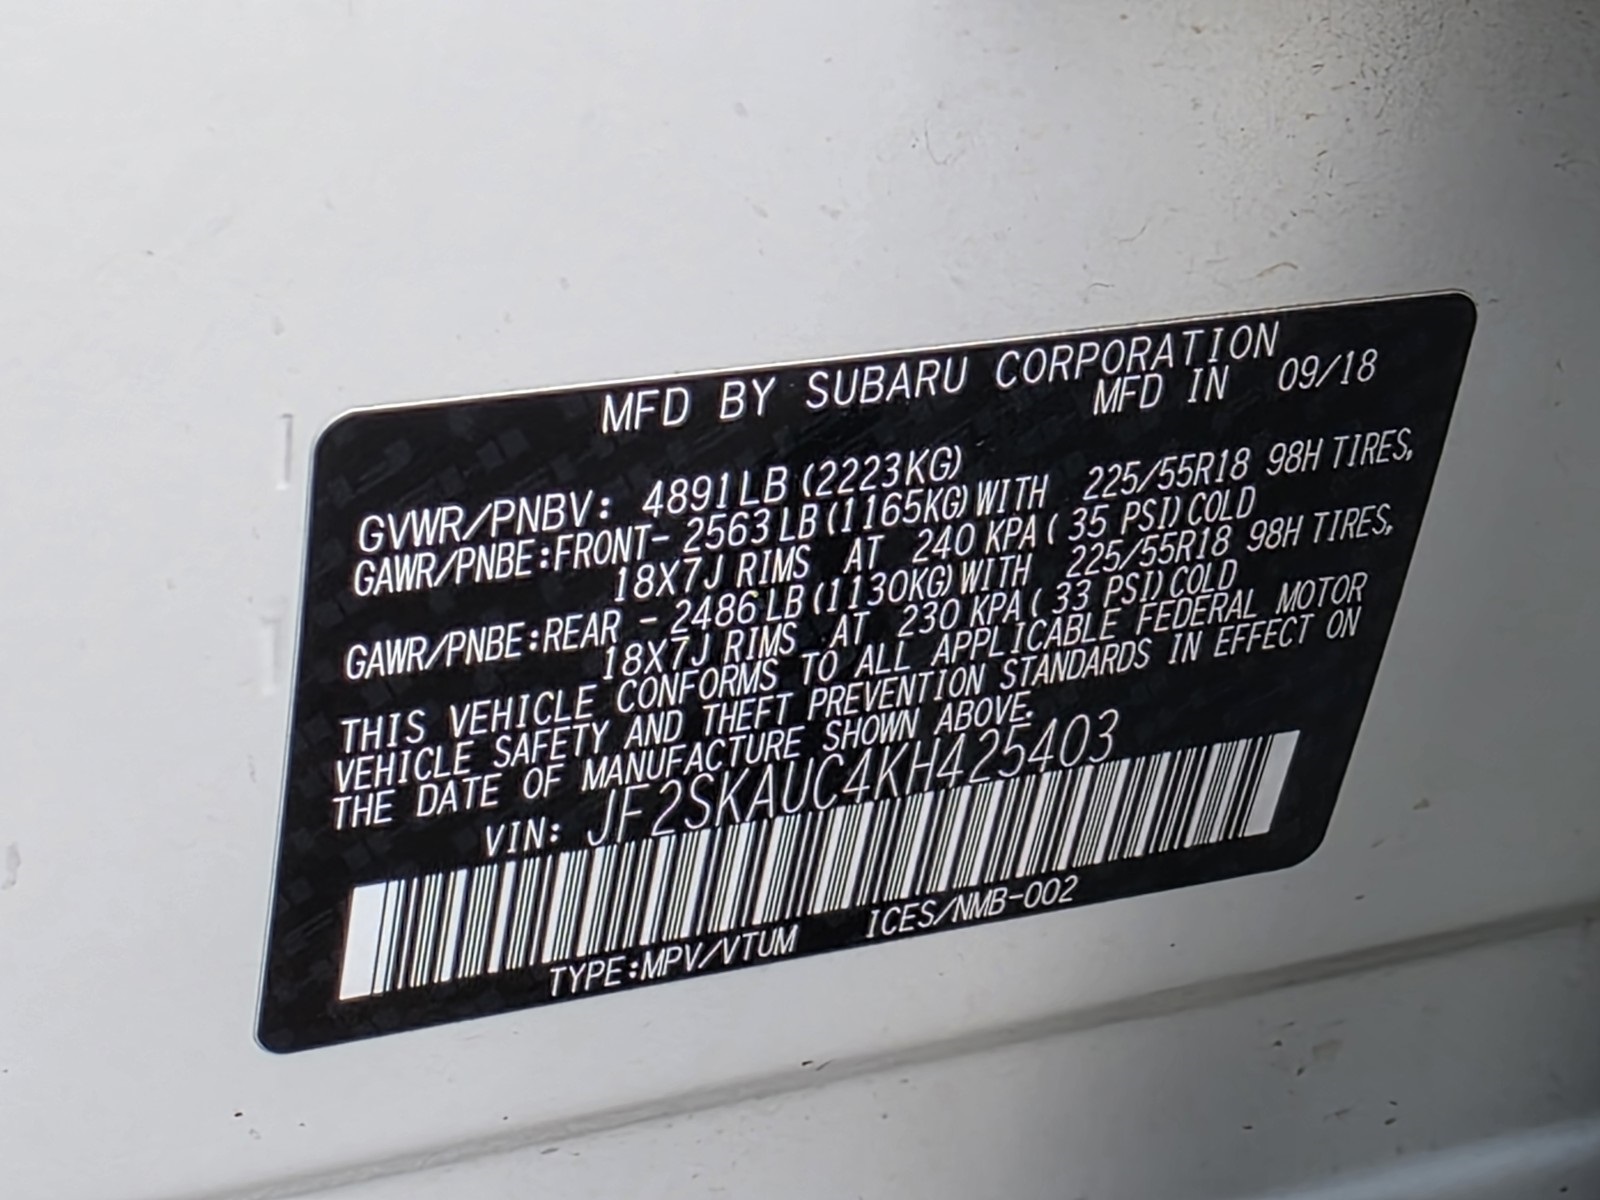 MFD BY SUBARU CORPORATION
MFD IN 09/18
GVWR/PNBV: 4891LB (2223KG)
GAWR/PNBE:FRONT- 2563LB (1165KG) WITH 225/55R18 98H TIRES,
18X7J RIMS AT 240 KPA ( 35 PSI) COLD
GAWR/PNBE:REAR - 2486LB (1130KG) WITH 225/55R18 98H TIRES,
18X7J RIMS AT 230 KPA ( 33 PSI) COLD
THIS VEHICLE CONFORMS TO ALL APPLICABLE FEDERAL MOTOR
VEHICLE SAFETY AND THEFT PREVENTION STANDARDS IN EFFECT ON
THE DATE OF MANUFACTURE SHOWN ABOVE.
VIN: JF2SKAUC4KH425403
TYPE:MPV/VTUM ICES/NMB-002